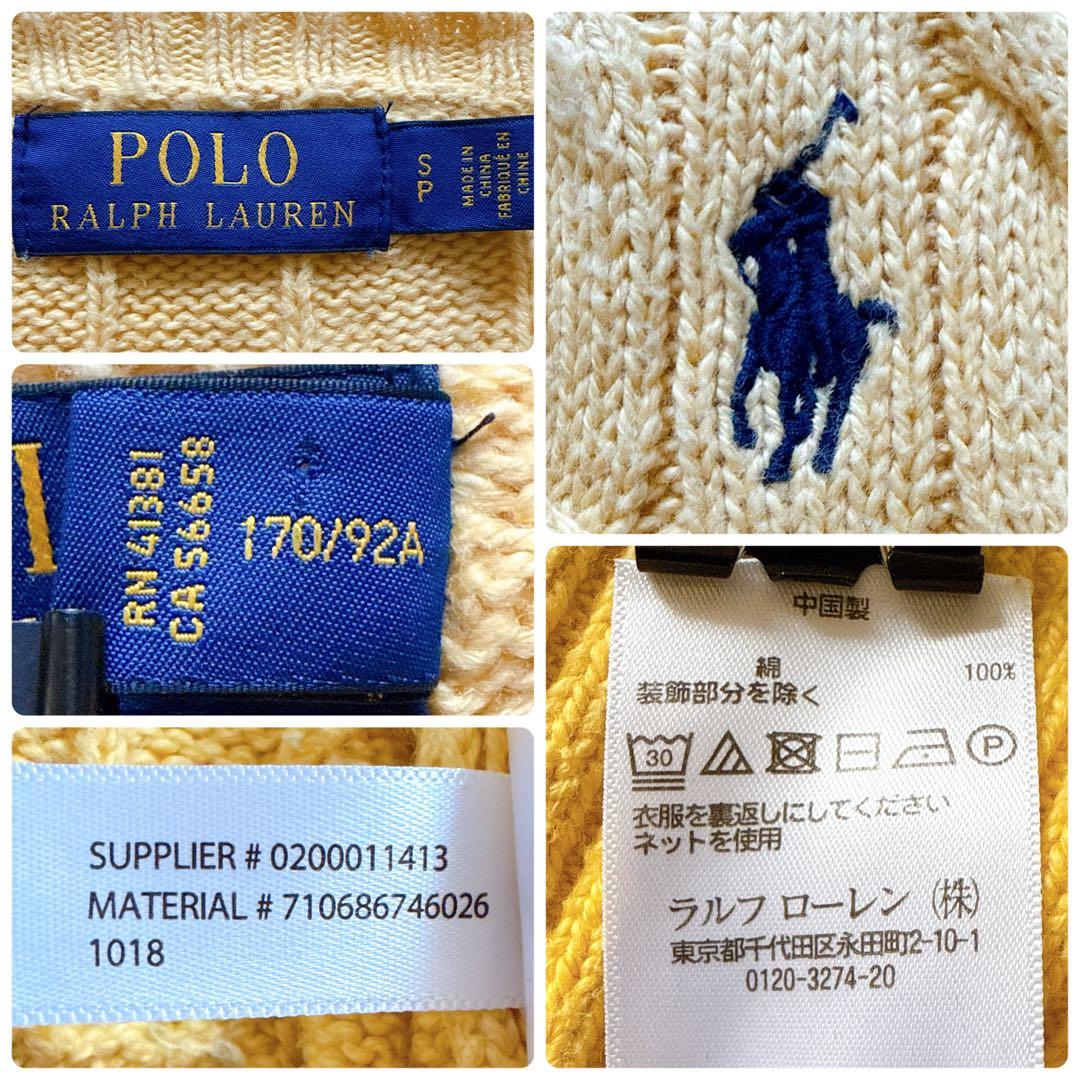 POLO
RALPH LAUREN
S
P
MADE IN
CHINA
FABRIQUÉ EN
CHINE
RN 41381
CA 56658
170/92A
SUPPLIER # 0200011413
MATERIAL # 710686746026
1018
中国製
綿 100%
装飾部分を除く
30
P
衣服を裏返しにしてください
ネットを使用
ラルフ ローレン (株)
東京都千代田区永田町2-10-1
0120-3274-20